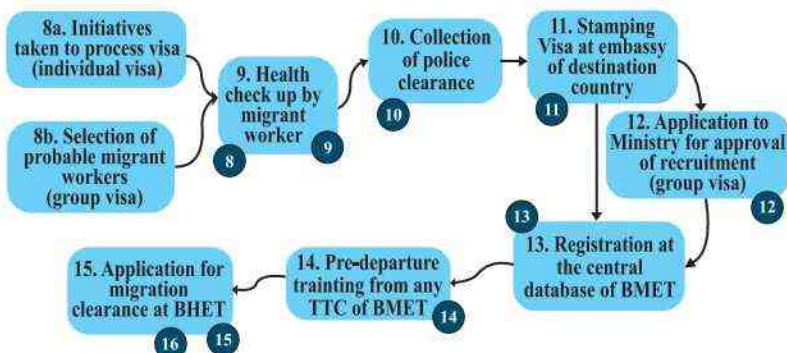 8a. Initiatives
taken to process visa
(individual visa)
8b. Selection of
probable migrant
workers
(group visa)
9. Health
check up by
migrant
worker
8
9
10. Collection
of police
clearance
10
11. Stamping
Visa at embassy
of destination
country
11
12. Application to
Ministry for approval
of recruitment
(group visa)
12
13
13. Registration at
the central
database of BMET
14. Pre-departure
trainting from any
TTC of BMET
14
15. Application for
migration
clearance at BHET
16
15